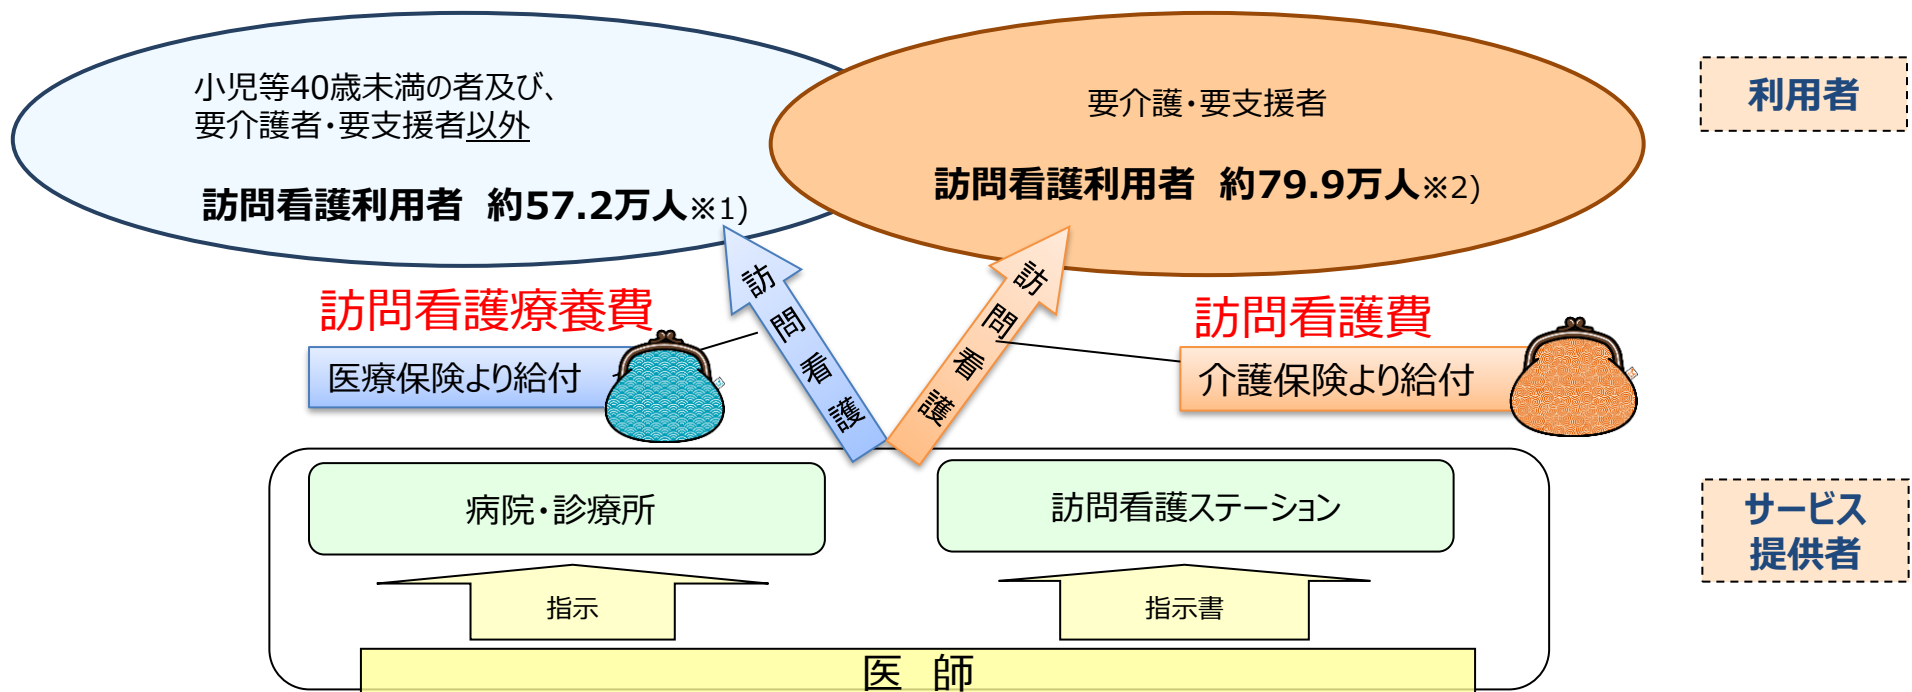 小児等40歳未満の者及び、
要介護者・要支援者以外
訪問看護利用者 約57.2万人※1)
要介護・要支援者
訪問看護利用者 約79.9万人※2)
利用者
訪問看護療養費
医療保険より給付
訪問看護
訪問看護
訪問看護費
介護保険より給付
病院・診療所
訪問看護ステーション
サービス
提供者
指示
指示書
医 師